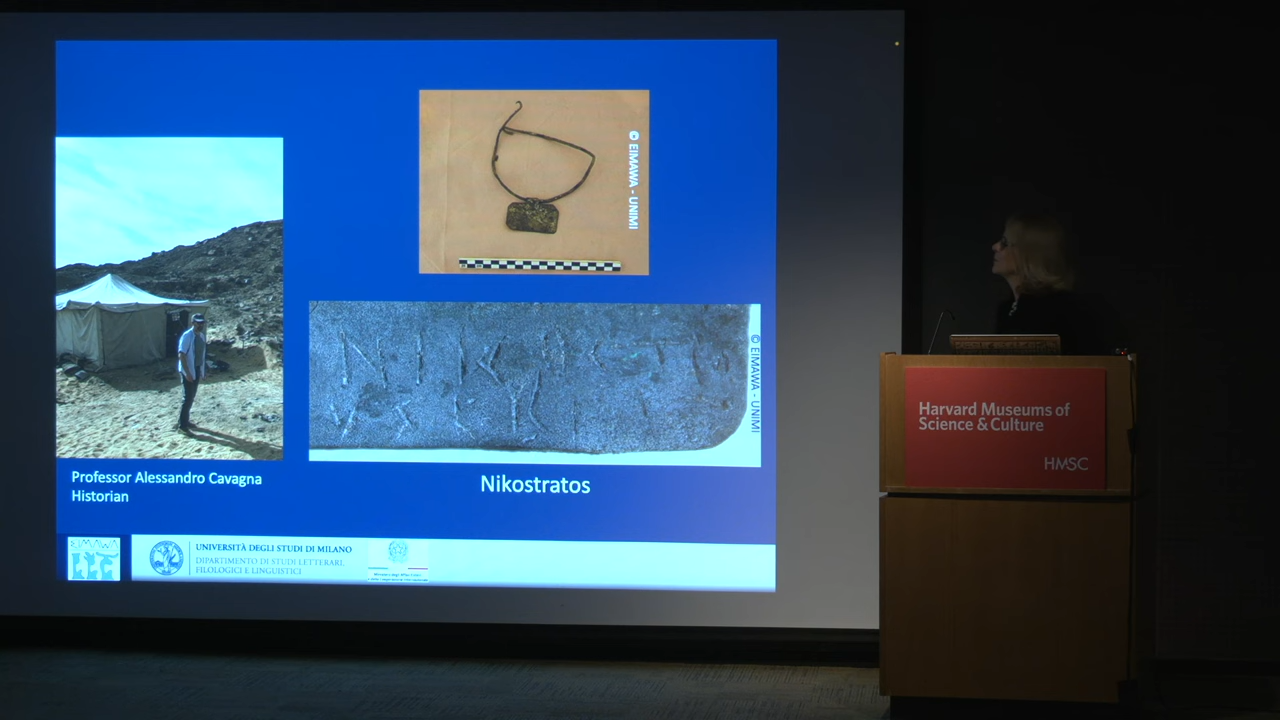 © EIMAWA - UNIMI
© EIMAWA - UNIMI
Professor Alessandro Cavagna
Historian
Nikostratos
UNIVERSITÀ DEGLI STUDI DI MILANO
DIPARTIMENTO DI STUDI LETTERARI,
FILOLOGICI E LINGUISTICI
Harvard Museums of
Science & Culture
HMSC